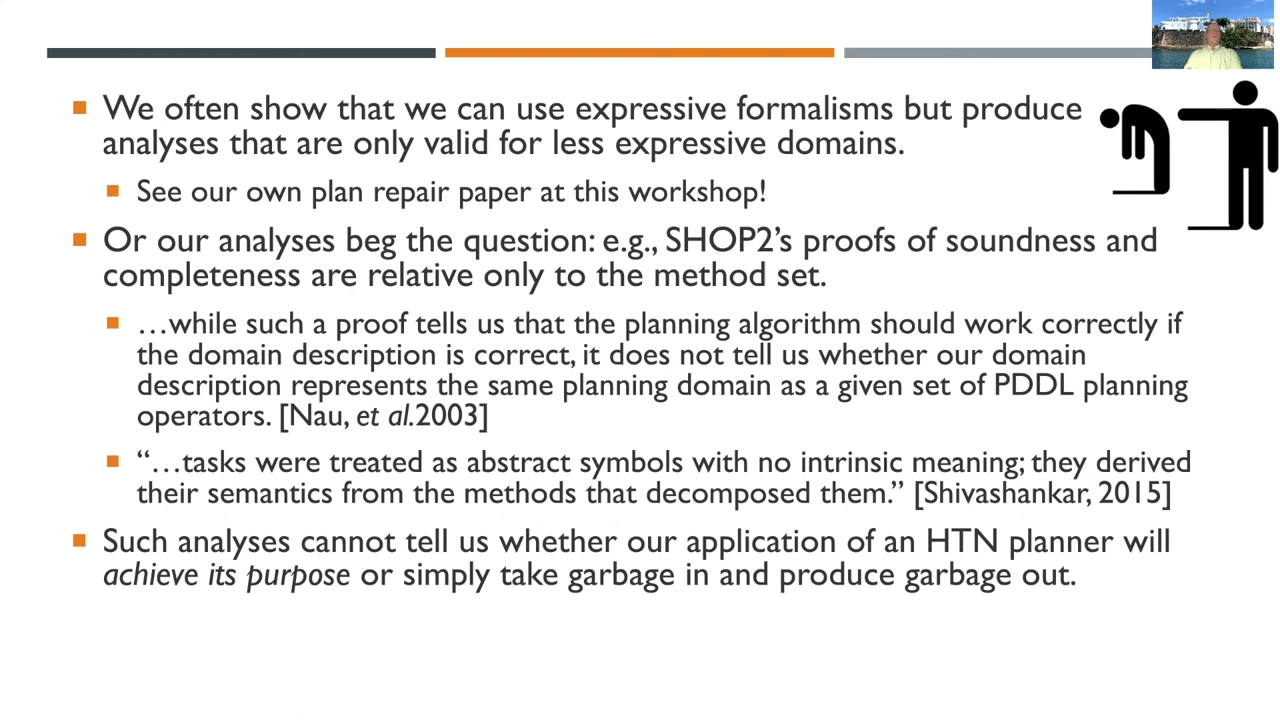 We often show that we can use expressive formalisms but produce
analyses that are only valid for less expressive domains.
See our own plan repair paper at this workshop!
Or our analyses beg the question: e.g., SHOP2’s proofs of soundness and
completeness are relative only to the method set.
…while such a proof tells us that the planning algorithm should work correctly if
the domain description is correct, it does not tell us whether our domain
description represents the same planning domain as a given set of PDDL planning
operators. [Nau, et al.2003]
“…tasks were treated as abstract symbols with no intrinsic meaning; they derived
their semantics from the methods that decomposed them.” [Shivashankar, 2015]
Such analyses cannot tell us whether our application of an HTN planner will
achieve its purpose or simply take garbage in and produce garbage out.